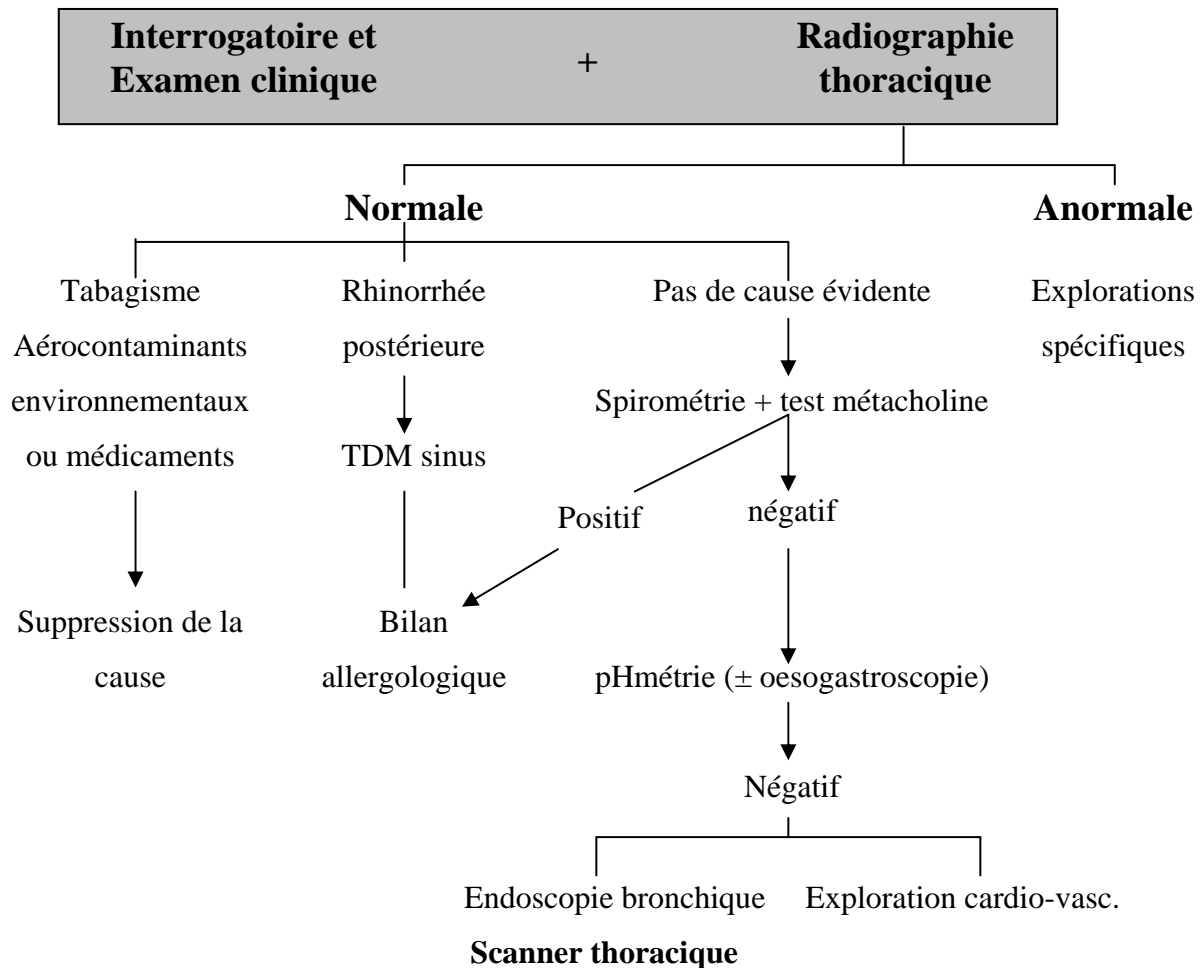 Interrogatoire et
Examen clinique
+
Radiographie
thoracique
Normale
Anormale
Tabagisme
Aérocontaminants
environnementaux
ou médicaments
Rhinorrhée
postérieure
Pas de cause évidente
Explorations
spécifiques
Spirométrie + test métacholine
TDM sinus
Positif
négatif
Suppression de la
cause
Bilan
allergologique
pHmétrie (± oesogastroscopie)
Négatif
Endoscopie bronchique
Scanner thoracique
Exploration cardio-vasc.